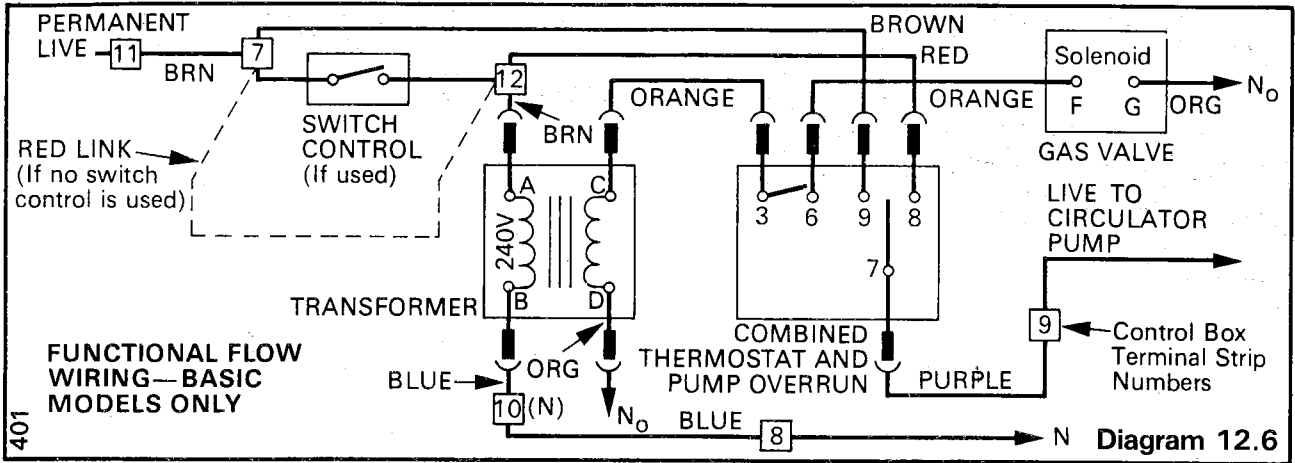 PERMANENT
LIVE
11
BRN
7
BROWN
RED
12
ORANGE
BRN
ORANGE
Solenoid
F G
ORG
No
GAS VALVE
SWITCH
CONTROL
(If used)
RED LINK
(If no switch
control is used)
A C
240V
B D
TRANSFORMER
3 6 9 8
7
LIVE TO
CIRCULATOR
PUMP
9
Control Box
Terminal Strip
Numbers
COMBINED
THERMOSTAT AND
PUMP OVERRUN
PURPLE
FUNCTIONAL FLOW
WIRING—BASIC
MODELS ONLY
BLUE
ORG
10 (N)
No
BLUE
8
N
Diagram 12.6
401